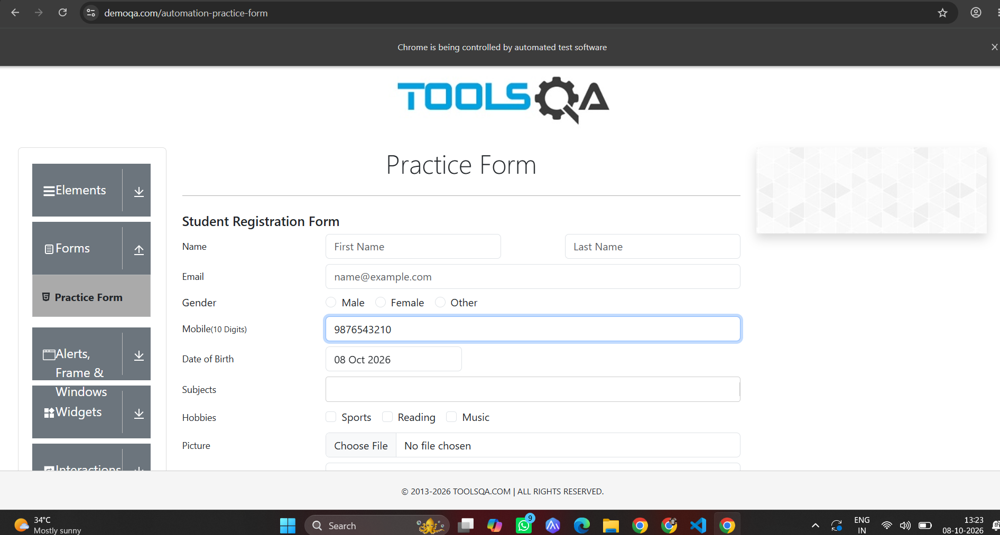 demoqa.com/automation-practice-form
Chrome is being controlled by automated test software
TOOLSQA
Practice Form
Elements
Forms
Practice Form
Alerts,
Frame &
Windows
Widgets
Interactions
Student Registration Form
Name
First Name
Last Name
Email
name@example.com
Gender
Male
Female
Other
Mobile(10 Digits)
9876543210
Date of Birth
08 Oct 2026
Subjects
Hobbies
Sports
Reading
Music
Picture
Choose File
No file chosen
© 2013-2026 TOOLSQA.COM | ALL RIGHTS RESERVED.
34°C
Mostly sunny
Search
9
ENG
IN
13:23
08-10-2026